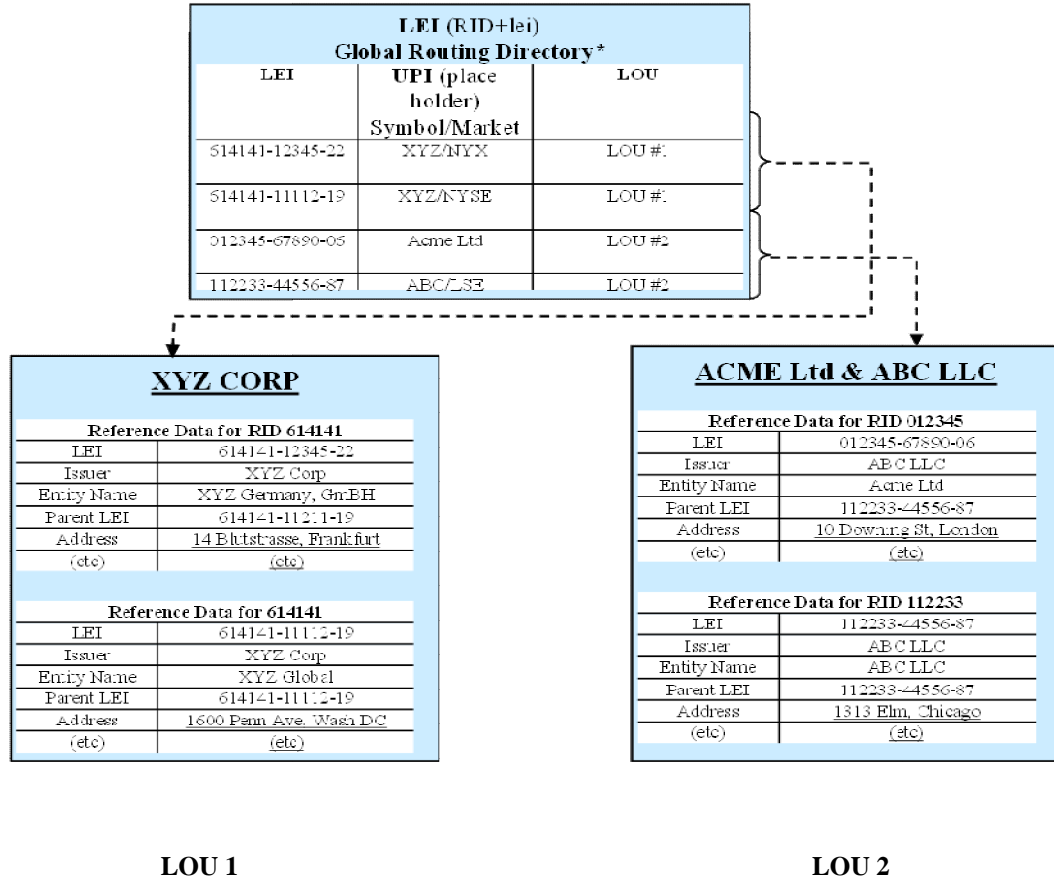 LEI (RID+lei)
Global Routing Directory*
LEI UPI (place LOU
holder)
Symbol/Market
614141-12345-22 XYZ/NYX LOU #1
614141-11112-19 XYZ/NYSE LOU #1
012345-67890-06 Acme Ltd LOU #2
112233-44556-87 ABC/LSE LOU #2
XYZ CORP
Reference Data for RID 614141
LEI 614141-12345-22
Issuer XYZ Corp
Entity Name XYZ Germany, GmBH
Parent LEI 614141-11211-19
Address 14 Blutstrasse, Frankfurt
(etc) (etc)
Reference Data for 614141
LEI 614141-11112-19
Issuer XYZ Corp
Entity Name XYZ Global
Parent LEI 614141-11112-19
Address 1600 Penn Ave, Wash DC
(etc) (etc)
LOU 1
ACME Ltd & ABC LLC
Reference Data for RID 012345
LEI 012345-67890-06
Issuer ABC LLC
Entity Name Acme Ltd
Parent LEI 112233-44556-87
Address 10 Downing St, London
(etc) (etc)
Reference Data for RID 112233
LEI 112233-44556-87
Issuer ABC LLC
Entity Name ABC LLC
Parent LEI 112233-44556-87
Address 1313 Elm, Chicago
(etc) (etc)
LOU 2